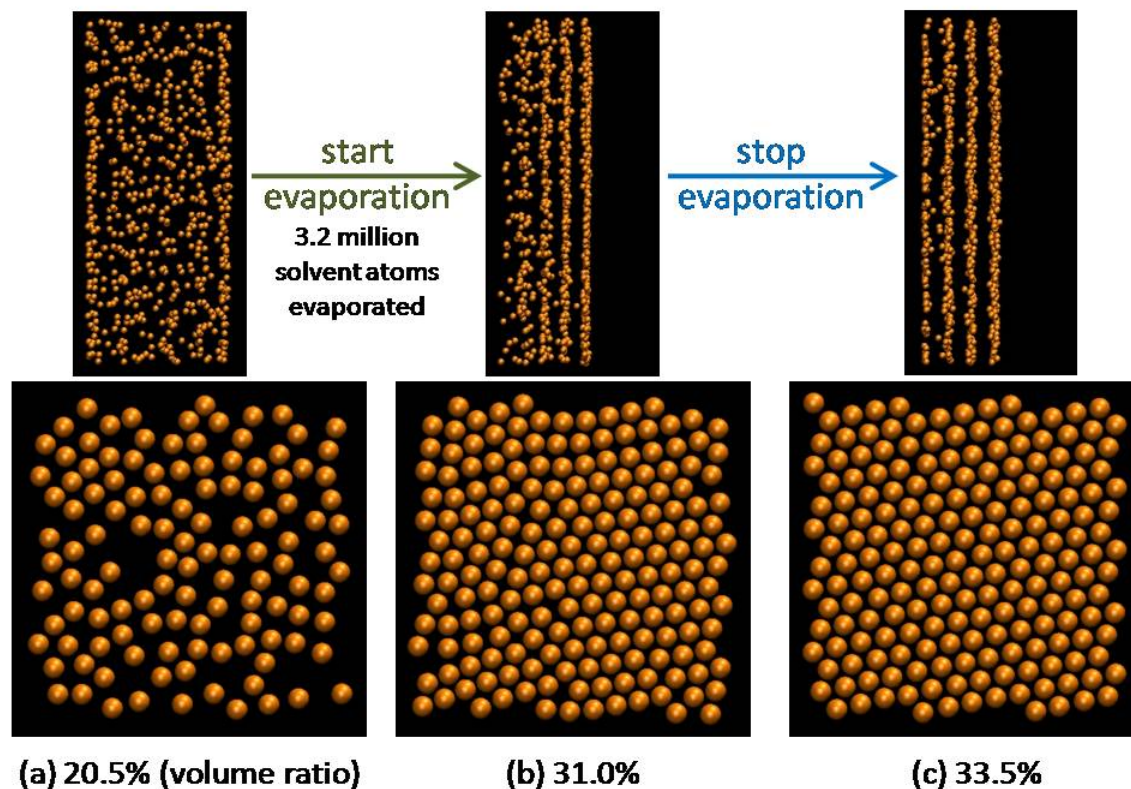 start
evaporation
3.2 million
solvent atoms
evaporated
stop
evaporation
(a) 20.5% (volume ratio)
(b) 31.0%
(c) 33.5%